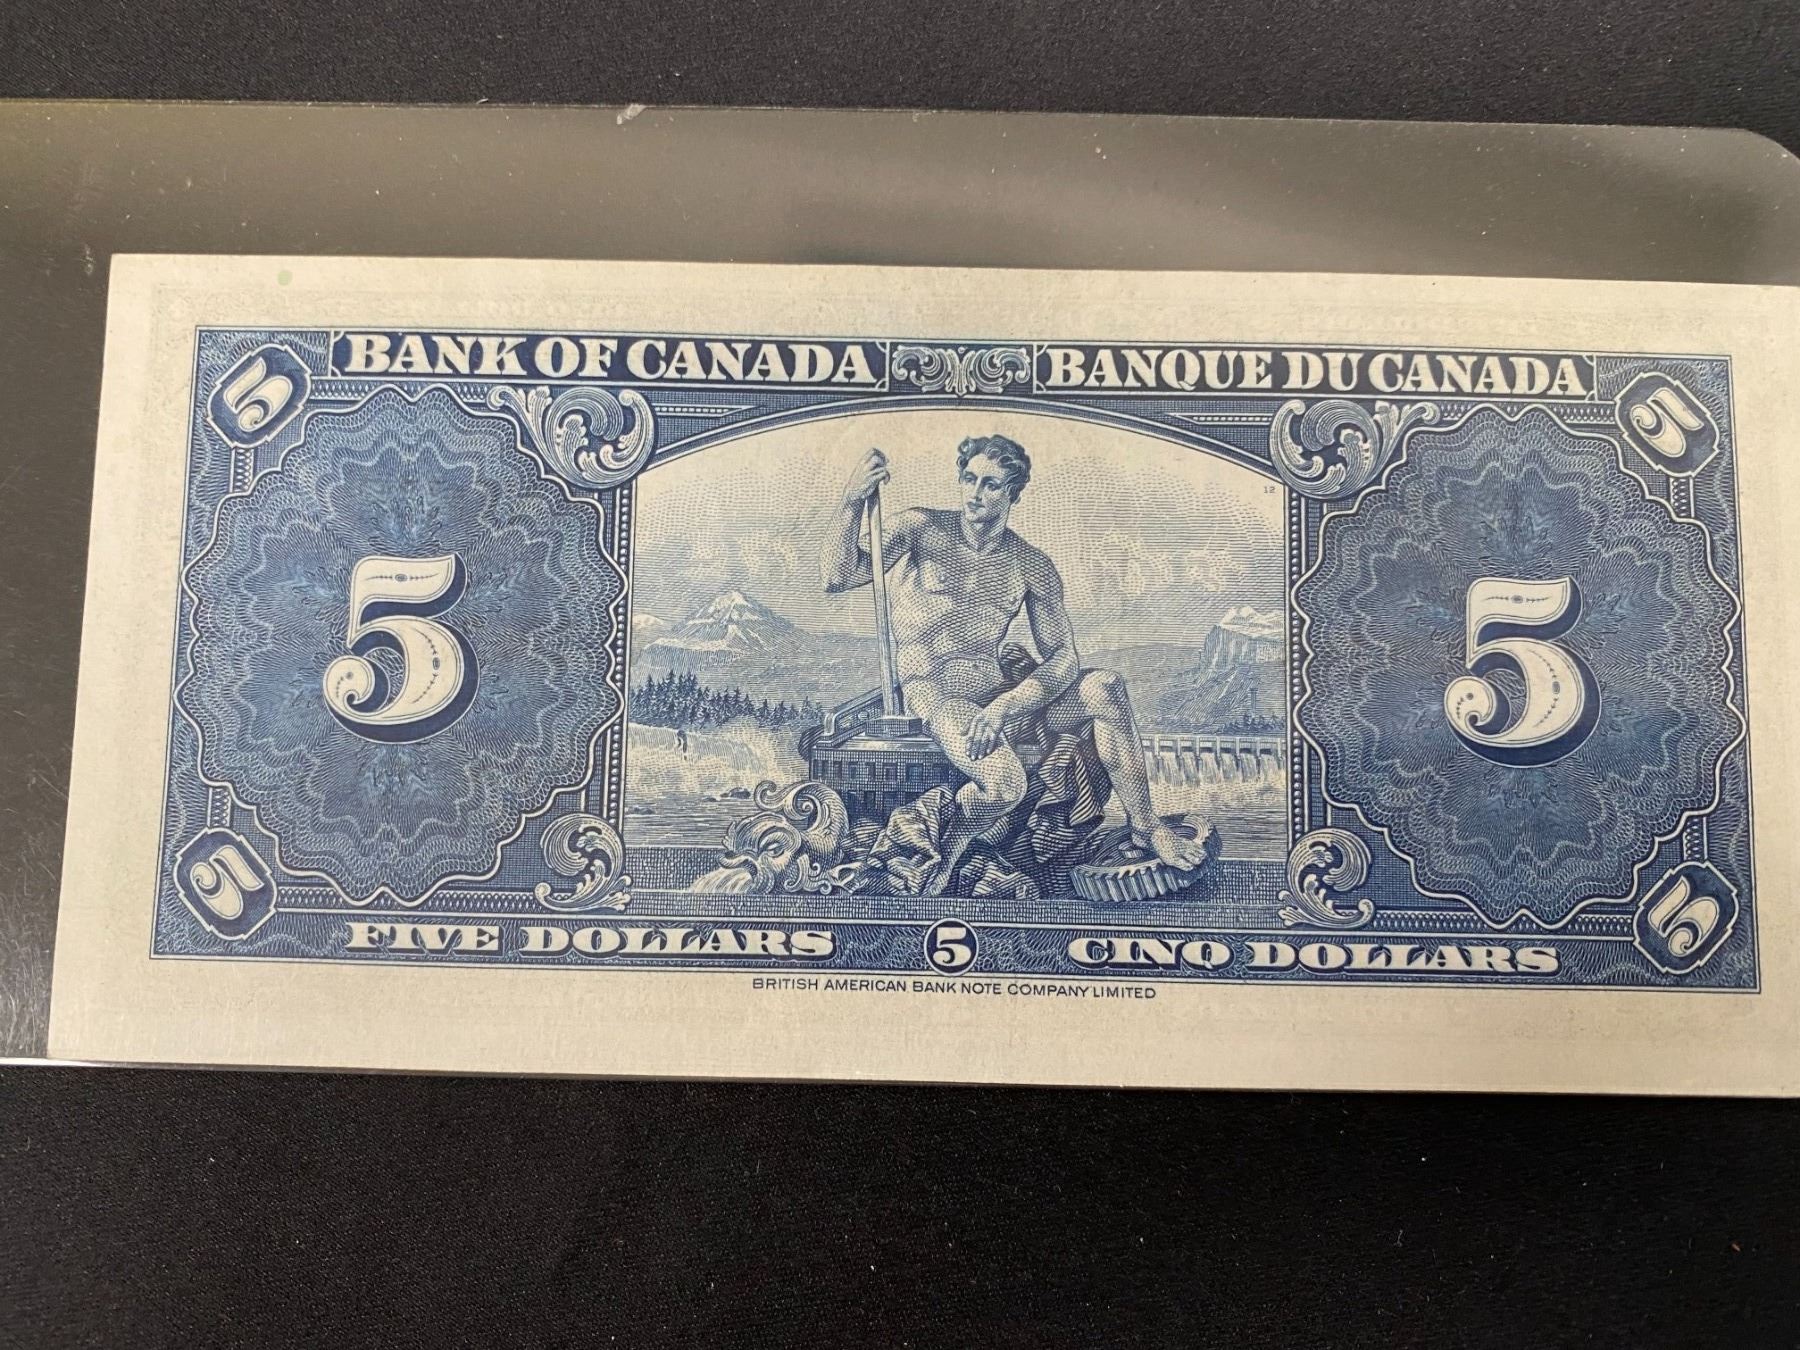 BANK OF CANADA BANQUE DU CANADA
5 5
12
5 5
5 5
FIVE DOLLARS 5 CINQ DOLLARS
BRITISH AMERICAN BANK NOTE COMPANY LIMITED